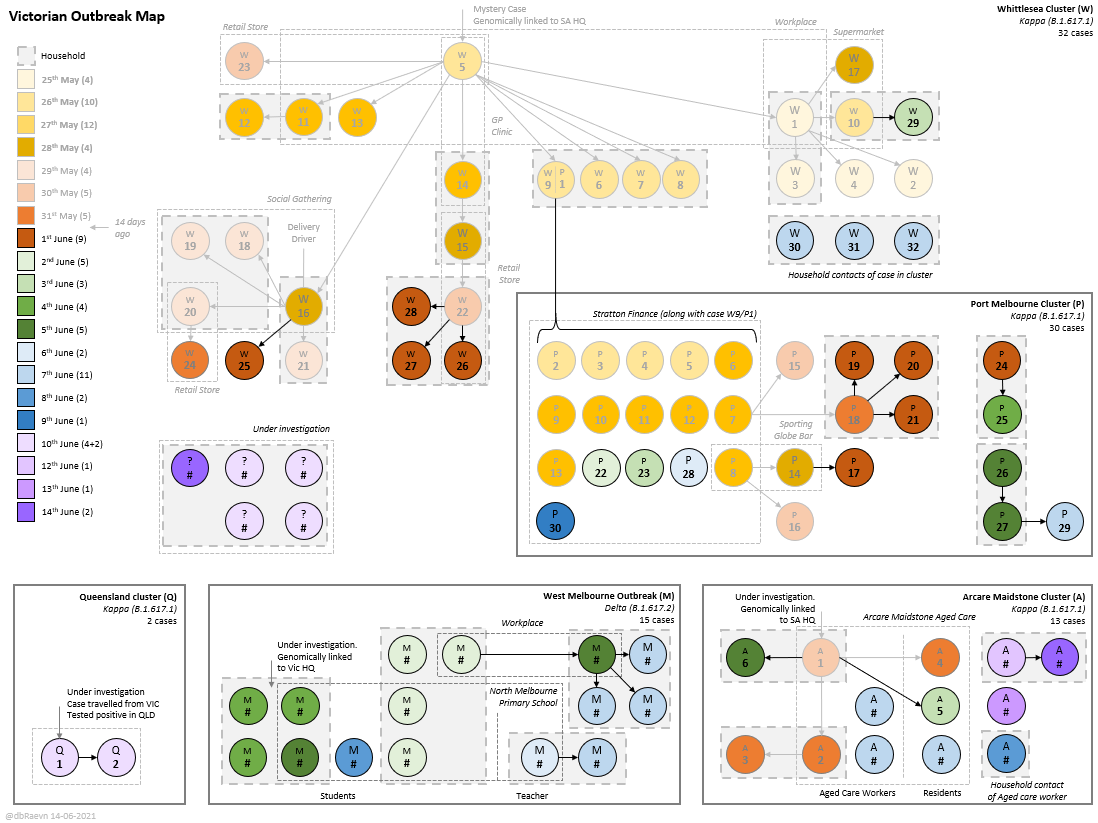 Victorian Outbreak Map
Household
25th May (4)
26th May (10)
27th May (12)
28th May (4)
29th May (4)
30th May (5)
31st May (5)
14 days
ago
1st June (9)
2nd June (5)
3rd June (3)
4th June (4)
5th June (5)
6th June (2)
7th June (11)
8th June (2)
9th June (1)
10th June (4+2)
12th June (1)
13th June (1)
14th June (2)
Mystery Case
Genomically linked to SA HQ
Whittlesea Cluster (W)
Kappa (B.1.617.1)
32 cases
Retail Store
Workplace
Supermarket
W
23
W
5
W
17
W
12
W
11
W
13
GP
Clinic
W
1
W
10
W
29
W
14
W P
9 1
W
6
W
7
W
8
W
3
W
4
W
2
Social Gathering
Delivery
Driver
W
19
W
18
W
15
W
30
W
31
W
32
Household contacts of case in cluster
Retail
Store
W
20
W
16
W
28
W
22
W
24
W
25
W
21
W
27
W
26
Retail Store
Port Melbourne Cluster (P)
Kappa (B.1.617.1)
30 cases
Stratton Finance (along with case W9/P1)
P
2
P
3
P
4
P
5
P
6
P
15
P
19
P
20
P
24
P
9
P
10
P
11
P
12
P
7
P
18
P
21
P
25
Sporting
Globe Bar
P
13
P
22
P
23
P
28
P
8
P
14
P
17
P
26
P
30
P
16
P
27
P
29
Under investigation
?
#
?
#
?
#
?
#
?
#
Queensland cluster (Q)
Kappa (B.1.617.1)
2 cases
Under investigation
Case travelled from VIC
Tested positive in QLD
Q
1
Q
2
West Melbourne Outbreak (M)
Delta (B.1.617.2)
15 cases
Workplace
Under investigation.
Genomically linked
to Vic HQ
North Melbourne
Primary School
M
#
M
#
M
#
M
#
M
#
M
#
M
#
M
#
M
#
M
#
M
#
M
#
M
#
M
#
M
#
Students
Teacher
Arcare Maidstone Cluster (A)
Kappa (B.1.617.1)
13 cases
Under investigation.
Genomically linked
to SA HQ
Arcare Maidstone Aged Care
A
6
A
1
A
4
A
#
A
#
A
#
A
5
A
#
A
3
A
2
A
#
A
#
A
#
Aged Care Workers
Residents
Household contact
of Aged care worker
@dbRaevn 14-06-2021